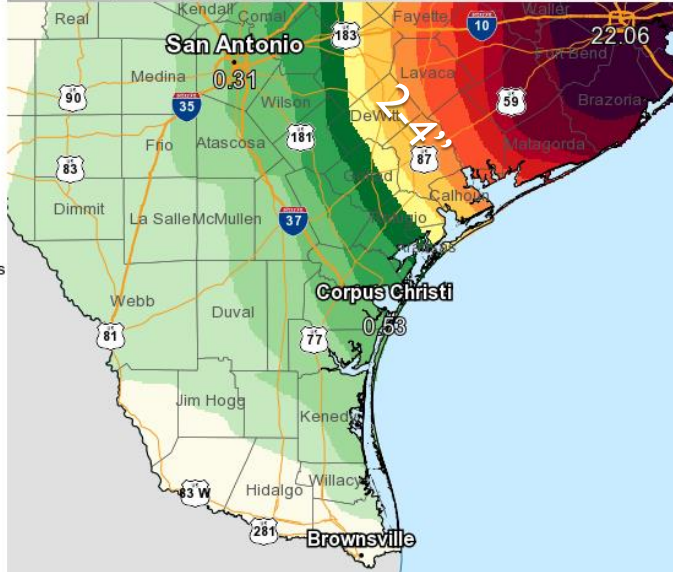 Real
Kendall
Comal
183
Fayette
10
Waller
22.06
San Antonio
0.31
Fort Bend
Medina
Lavaca
90
35
Wilson
59
Brazoria
2-4”
DeWitt
181
Frio
Atascosa
87
Matagorda
83
Calhoun
Dimmit
La Salle
McMullen
37
s
Webb
Corpus Christi
Duval
0.53
81
77
Jim Hogg
Kenedy
83 W
Hidalgo
Willacy
281
Brownsville